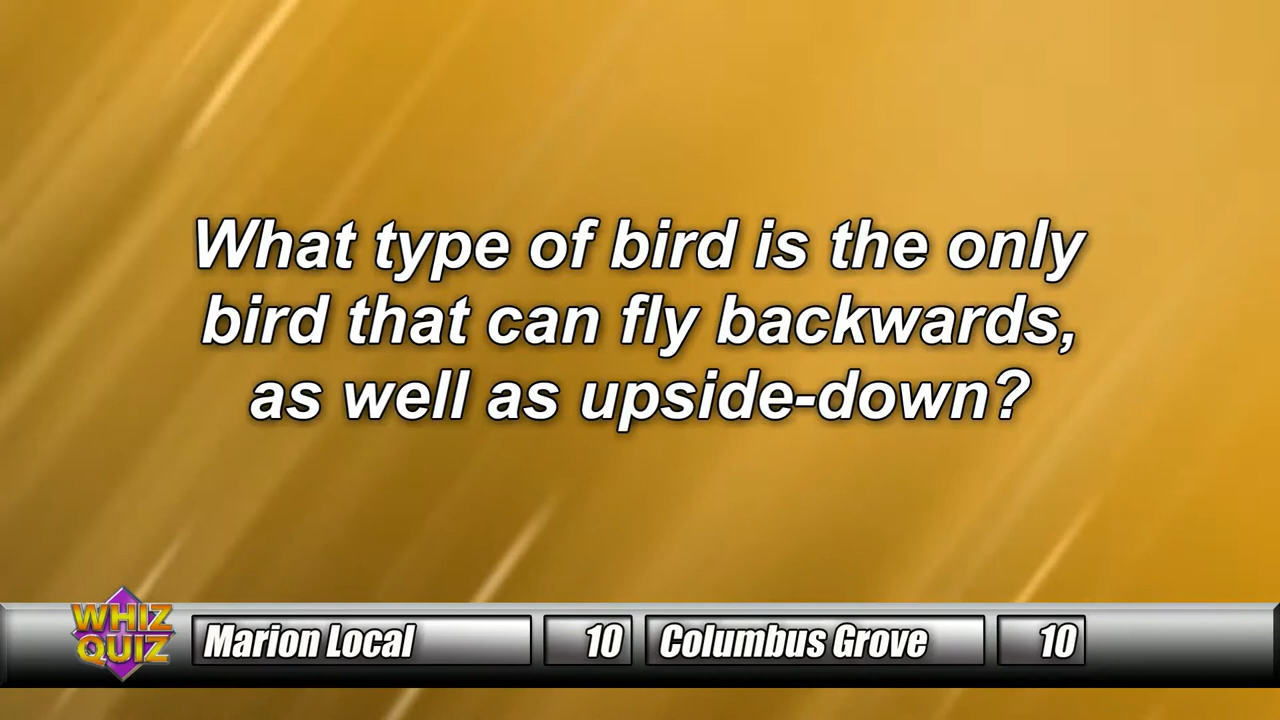 What type of bird is the only
bird that can fly backwards,
as well as upside-down?
WHIZ
QUIZ
Marion Local 10 Columbus Grove 10